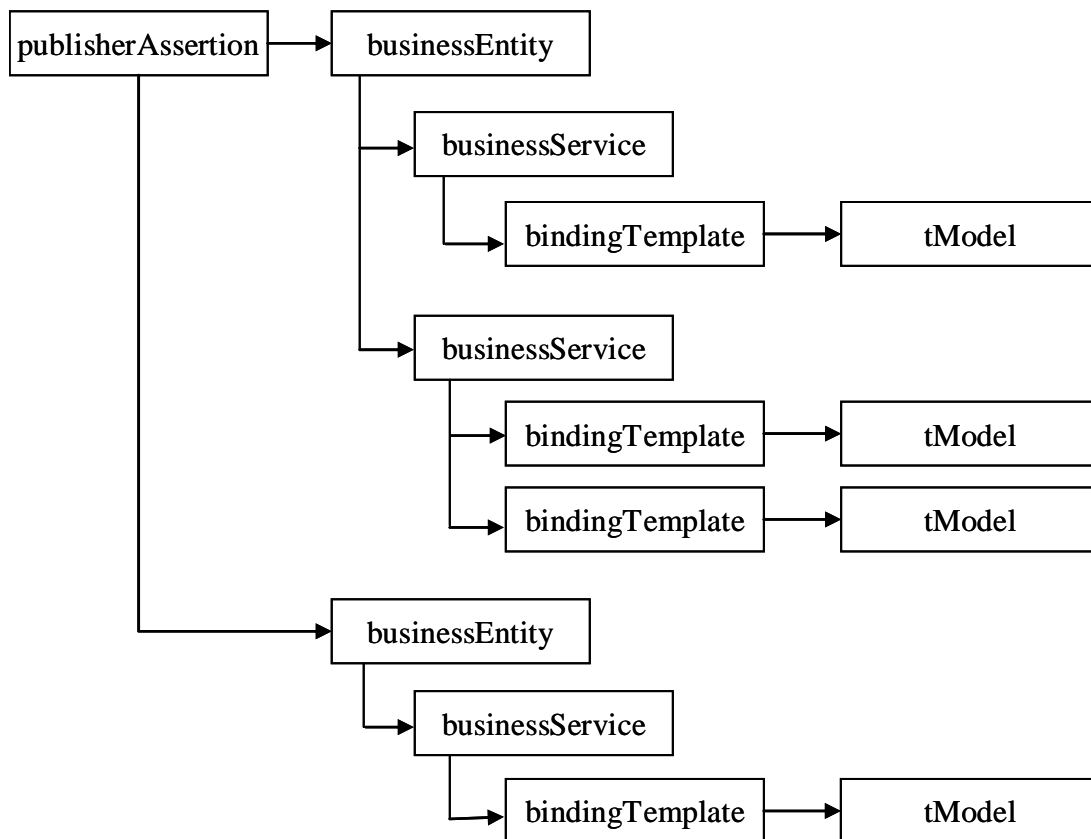 publisherAssertion
businessEntity
businessService
bindingTemplate
tModel
businessService
bindingTemplate
tModel
bindingTemplate
tModel
businessEntity
businessService
bindingTemplate
tModel